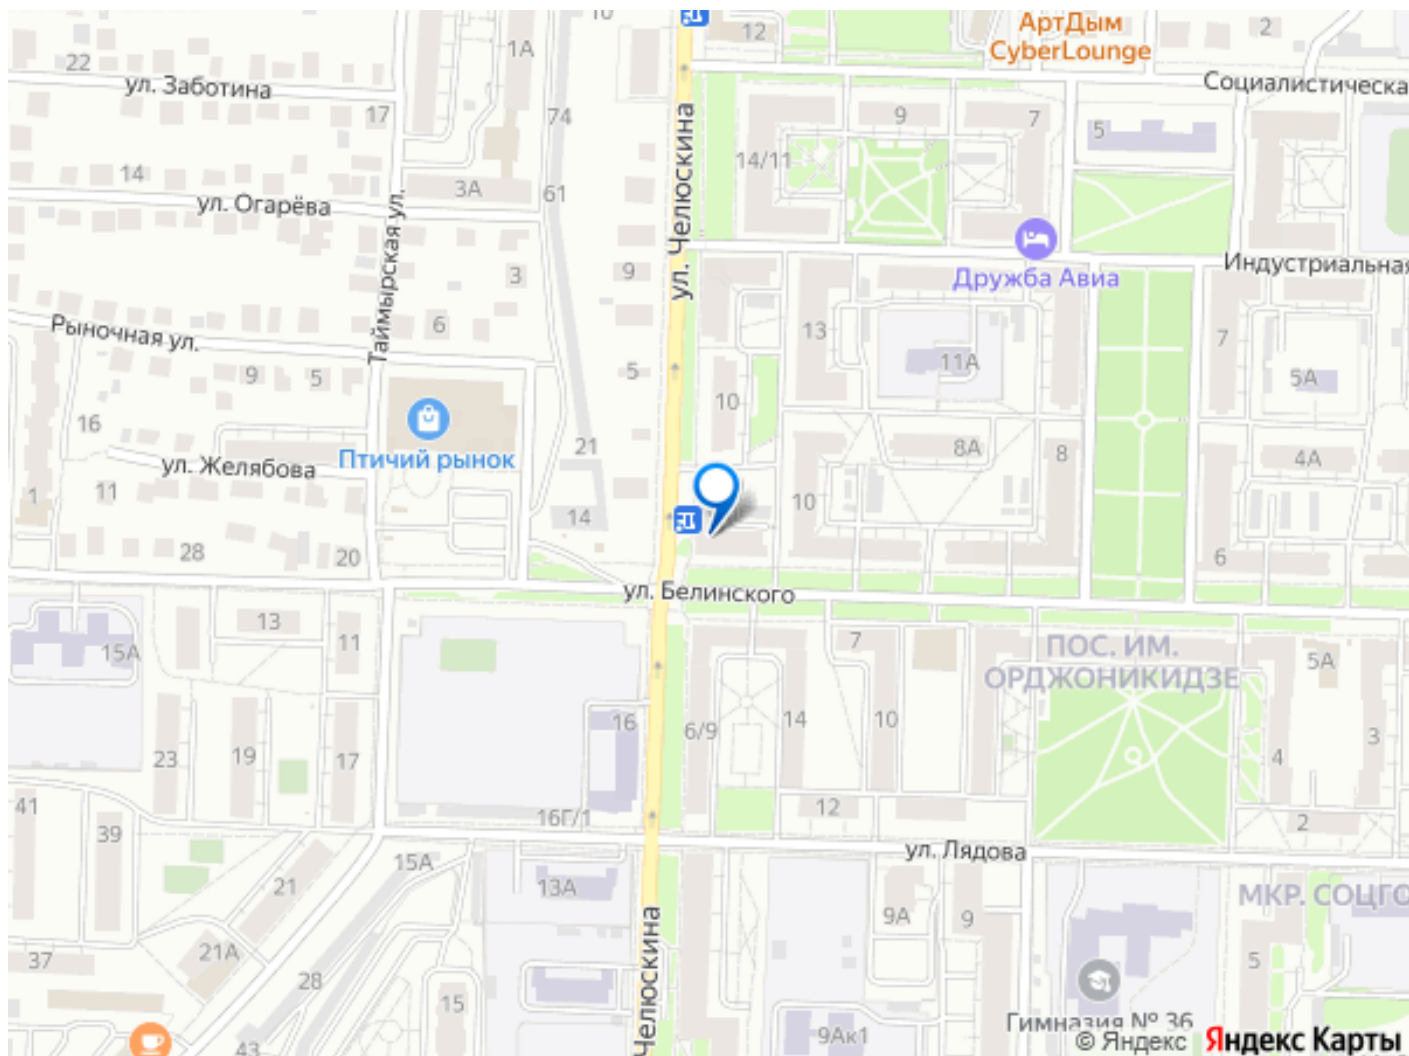 10
12
АртДым
CyberLounge
2
1А
22
ул. Заботина
17
74
ул. Челюскина
Социалистическа
9
7
5
14/11
14
3А
61
ул. Огарёва
Таймырская ул.
3
9
Дружба Авиа
Индустриальная
Рыночная ул.
6
13
11А
7
9
5
5
10
5А
16
21
Птичий рынок
ул. Желябова
8А
8
4А
1
11
14
10
28
20
6
ул. Белинского
13
11
15А
7
ПОС. ИМ.
ОРДЖОНИКИДЗЕ
5А
16
6/9
14
10
23
19
17
4
3
41
39
16Г/1
12
2
ул. Лядова
15А
21
13А
9А
9
МКР. СОЦГО
Челюскина
21А
37
28
15
5
Гимназия № 36
43
9Ак1
© Яндекс Яндекс Карты